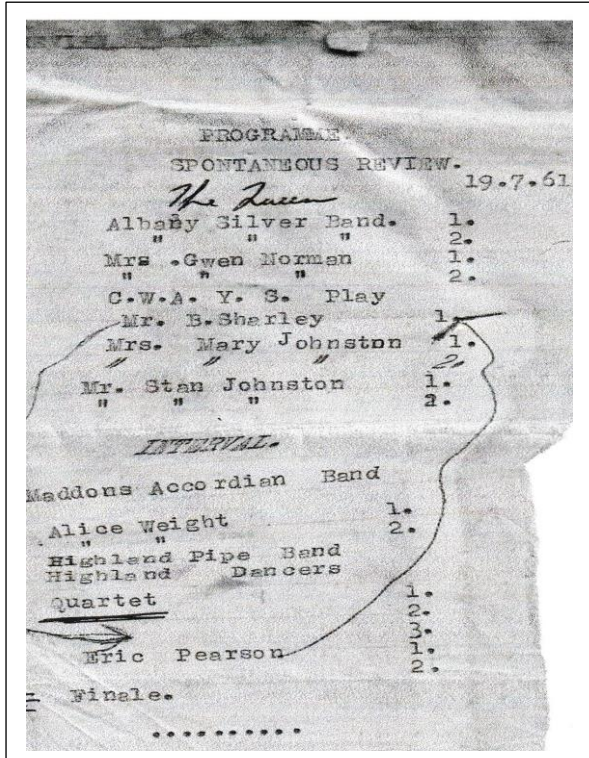 PROGRAMME.
SPONTANEOUS REVIEW.
19.7.61
The Queen
Albany Silver Band. 1.
" " " 2.
Mrs .Gwen Norman 1.
" " " 2.
C.W.A. Y. S. Play
Mr. B.Sharley 1.
Mrs. Mary Johnston 1.
" " " 2.
Mr. Stan Johnston 1.
" " " 2.
INTERVAL.
Maddons Accordian Band
Alice Weight 1.
" " 2.
Highland Pipe Band
Highland Dancers
Quartet 1.
2.
3.
Eric Pearson 1.
2.
Finale.
..........